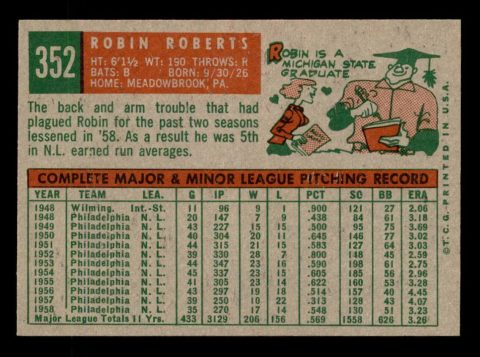 352
ROBIN ROBERTS
HT: 6'1½ WT: 190 THROWS: R
BATS: B BORN: 9/30/26
HOME: MEADOWBROOK, PA.
ROBIN IS A
MICHIGAN STATE
GRADUATE
The back and arm trouble that had
plagued Robin for the past two seasons
lessened in '58. As a result he was 5th
in N.L. earned run averages.
COMPLETE MAJOR & MINOR LEAGUE PITCHING RECORD
YEAR TEAM LEA. G IP W L PCT SO BB ERA
1948 Wilming. Int.-St. 11 96 9 1 .900 121 27 2.06
1948 Philadelphia N. L. 20 147 7 9 .438 84 61 3.18
1949 Philadelphia N. L. 43 227 15 15 .500 95 75 3.69
1950 Philadelphia N. L. 40 304 20 11 .645 146 77 3.02
1951 Philadelphia N. L. 44 315 21 15 .583 127 64 3.03
1952 Philadelphia N. L. 39 330 28 7 .800 148 45 2.59
1953 Philadelphia N. L. 44 347 23 16 .590 198 61 2.75
1954 Philadelphia N. L. 45 337 23 15 .605 185 56 2.96
1955 Philadelphia N. L. 41 305 23 14 .622 160 53 3.28
1956 Philadelphia N. L. 43 297 19 18 .514 157 40 4.45
1957 Philadelphia N. L. 39 250 10 22 .313 128 43 4.07
1958 Philadelphia N. L. 35 270 17 14 .548 130 51 3.23
Major League Totals 11 Yrs. 433 3129 206 156 .569 1558 626 3.26
© T.C.G. PRINTED IN U.S.A.